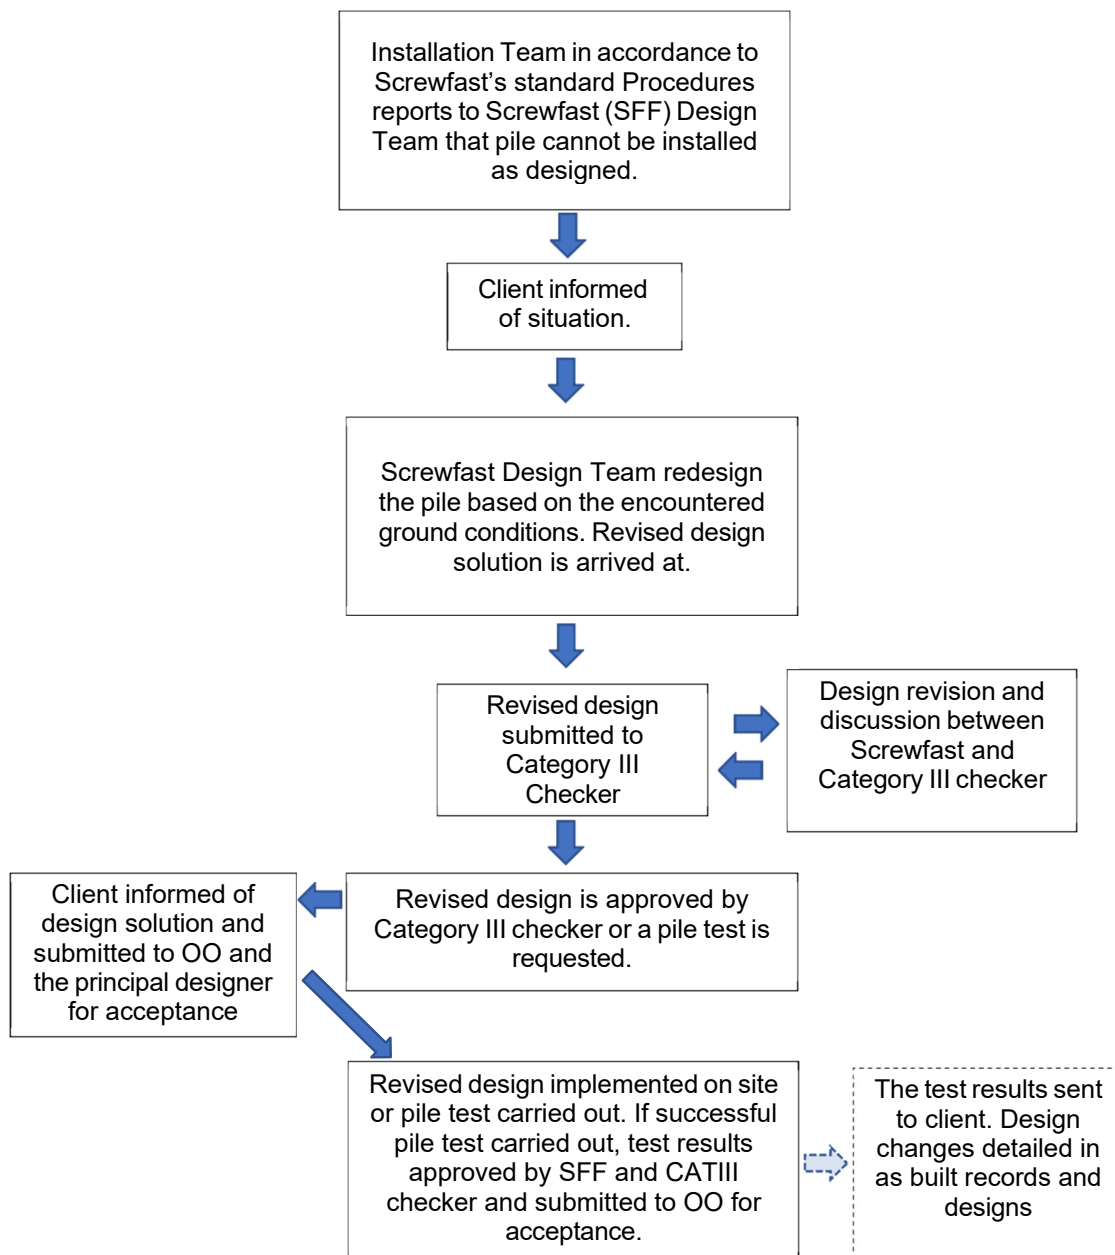 Installation Team in accordance to
Screwfast’s standard Procedures
reports to Screwfast (SFF) Design
Team that pile cannot be installed
as designed.
Client informed
of situation.
Screwfast Design Team redesign
the pile based on the encountered
ground conditions. Revised design
solution is arrived at.
Revised design
submitted to
Category III
Checker
Design revision and
discussion between
Screwfast and
Category III checker
Revised design is approved by
Category III checker or a pile test is
requested.
Client informed of
design solution and
submitted to OO and
the principal designer
for acceptance
Revised design implemented on site
or pile test carried out. If successful
pile test carried out, test results
approved by SFF and CATIII
checker and submitted to OO for
acceptance.
The test results sent
to client. Design
changes detailed in
as built records and
designs